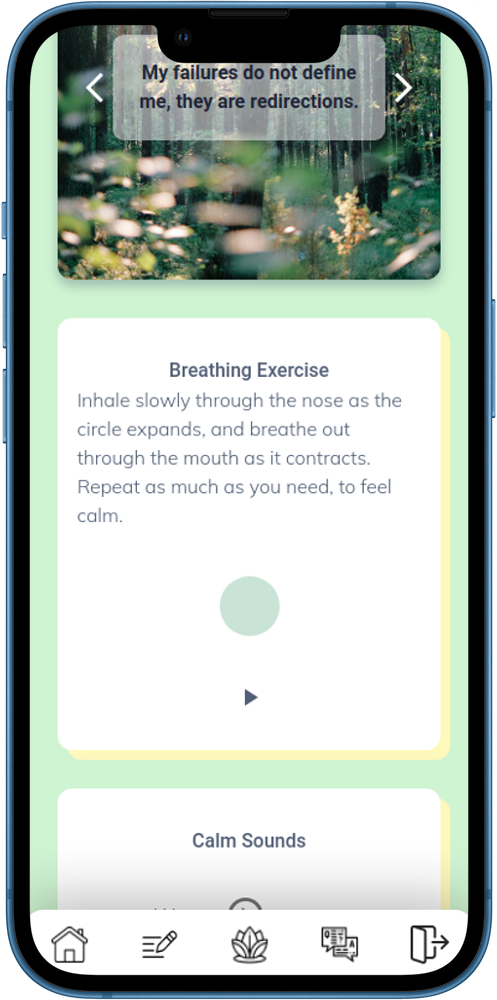 My failures do not define
me, they are redirections.
Breathing Exercise
Inhale slowly through the nose as the
circle expands, and breathe out
through the mouth as it contracts.
Repeat as much as you need, to feel
calm.
Calm Sounds